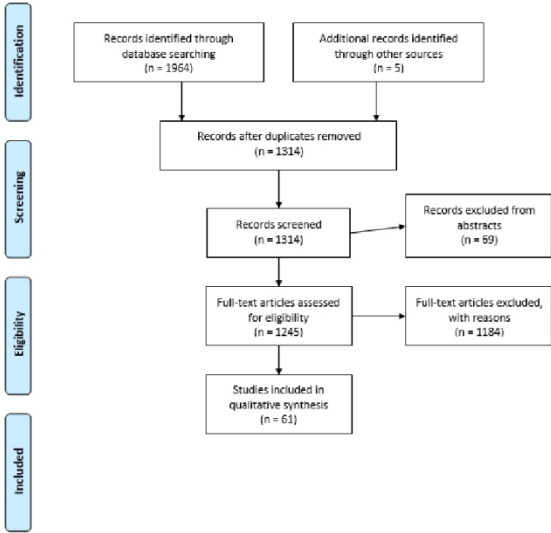 Identification
Records identified through
database searching
(n = 1964)
Additional records identified
through other sources
(n = 5)
Records after duplicates removed
(n = 1314)
Screening
Records screened
(n = 1314)
Records excluded from
abstracts
(n = 69)
Eligibility
Full-text articles assessed
for eligibility
(n = 1245)
Full-text articles excluded,
with reasons
(n = 1184)
Studies included in
qualitative synthesis
(n = 61)
Included